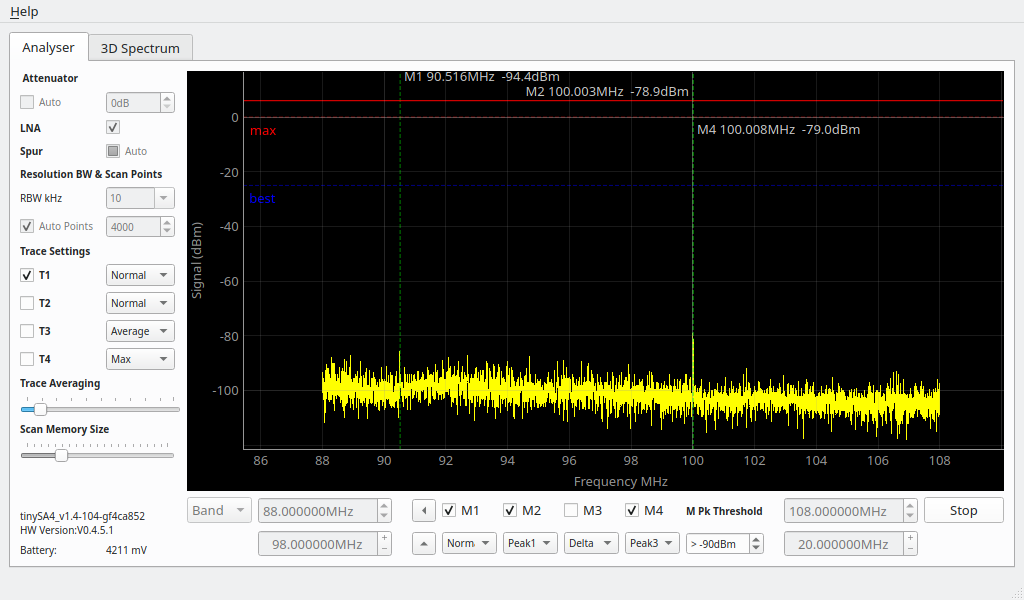 Help
Analyser
3D Spectrum
Attenuator
Auto
0dB
LNA
Spur
Auto
Resolution BW & Scan Points
RBW kHz
10
Auto Points
4000
Trace Settings
T1
Normal
T2
Normal
T3
Average
T4
Max
Trace Averaging
Scan Memory Size
tinySA4_v1.4-104-gf4ca852
HW Version:V0.4.5.1
Battery:
4211 mV
M1 90.516MHz -94.4dBm
M2 100.003MHz -78.9dBm
M4 100.008MHz -79.0dBm
max
best
Signal (dBm)
0
-20
-40
-60
-80
-100
86 88 90 92 94 96 98 100 102 104 106 108
Frequency MHz
Band
88.000000MHz
M1
M2
M3
M4
M Pk Threshold
108.000000MHz
Stop
98.000000MHz
Norm
Peak1
Delta
Peak3
> -90dBm
20.000000MHz